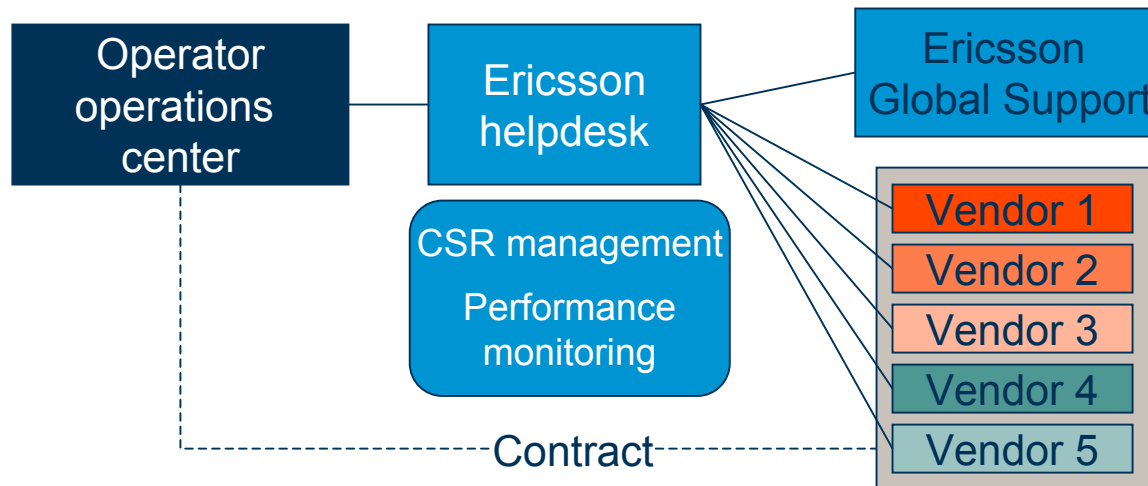 Operator
operations
center
Ericsson
helpdesk
Ericsson
Global Support
CSR management
Performance
monitoring
Vendor 1
Vendor 2
Vendor 3
Vendor 4
Vendor 5
Contract